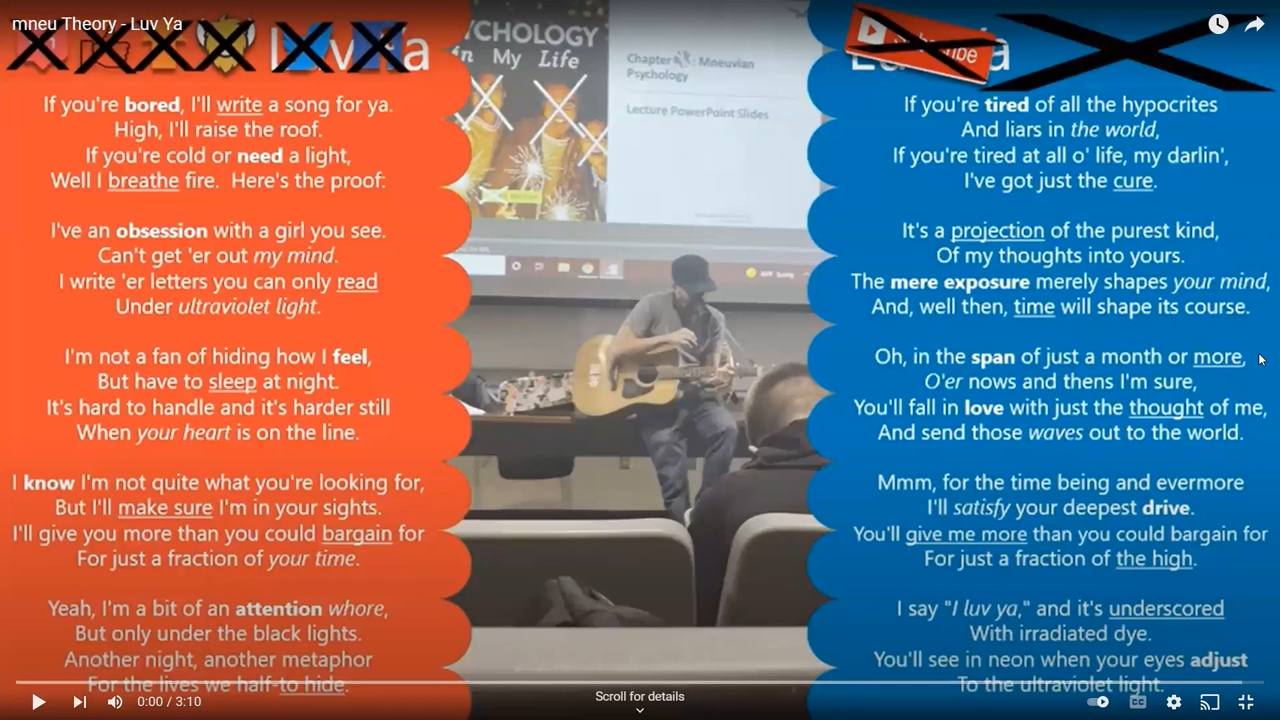 mneu Theory - Luv Ya
If you're bored, I'll write a song for ya.
High, I'll raise the roof.
If you're cold or need a light,
Well I breathe fire.  Here's the proof:
I've an obsession with a girl you see.
Can't get 'er out my mind.
I write 'er letters you can only read
Under ultraviolet light.
I'm not a fan of hiding how I feel,
But have to sleep at night.
It's hard to handle and it's harder still
When your heart is on the line.
I know I'm not quite what you're looking for,
But I'll make sure I'm in your sights.
I'll give you more than you could bargain for
For just a fraction of your time.
Yeah, I'm a bit of an attention whore,
But only under the black lights.
Another night, another metaphor
For the lives we half-to hide.
YCHOLOGY
in My Life
Chapter : Mneuvian
Psychology
Lecture PowerPoint Slides
If you're tired of all the hypocrites
And liars in the world,
If you're tired at all o' life, my darlin',
I've got just the cure.
It's a projection of the purest kind,
Of my thoughts into yours.
The mere exposure merely shapes your mind,
And, well then, time will shape its course.
Oh, in the span of just a month or more,
O'er nows and thens I'm sure,
You'll fall in love with just the thought of me,
And send those waves out to the world.
Mmm, for the time being and evermore
I'll satisfy your deepest drive.
You'll give me more than you could bargain for
For just a fraction of the high.
I say "I luv ya," and it's underscored
With irradiated dye.
You'll see in neon when your eyes adjust
To the ultraviolet light.
0:00 / 3:10
Scroll for details
CC